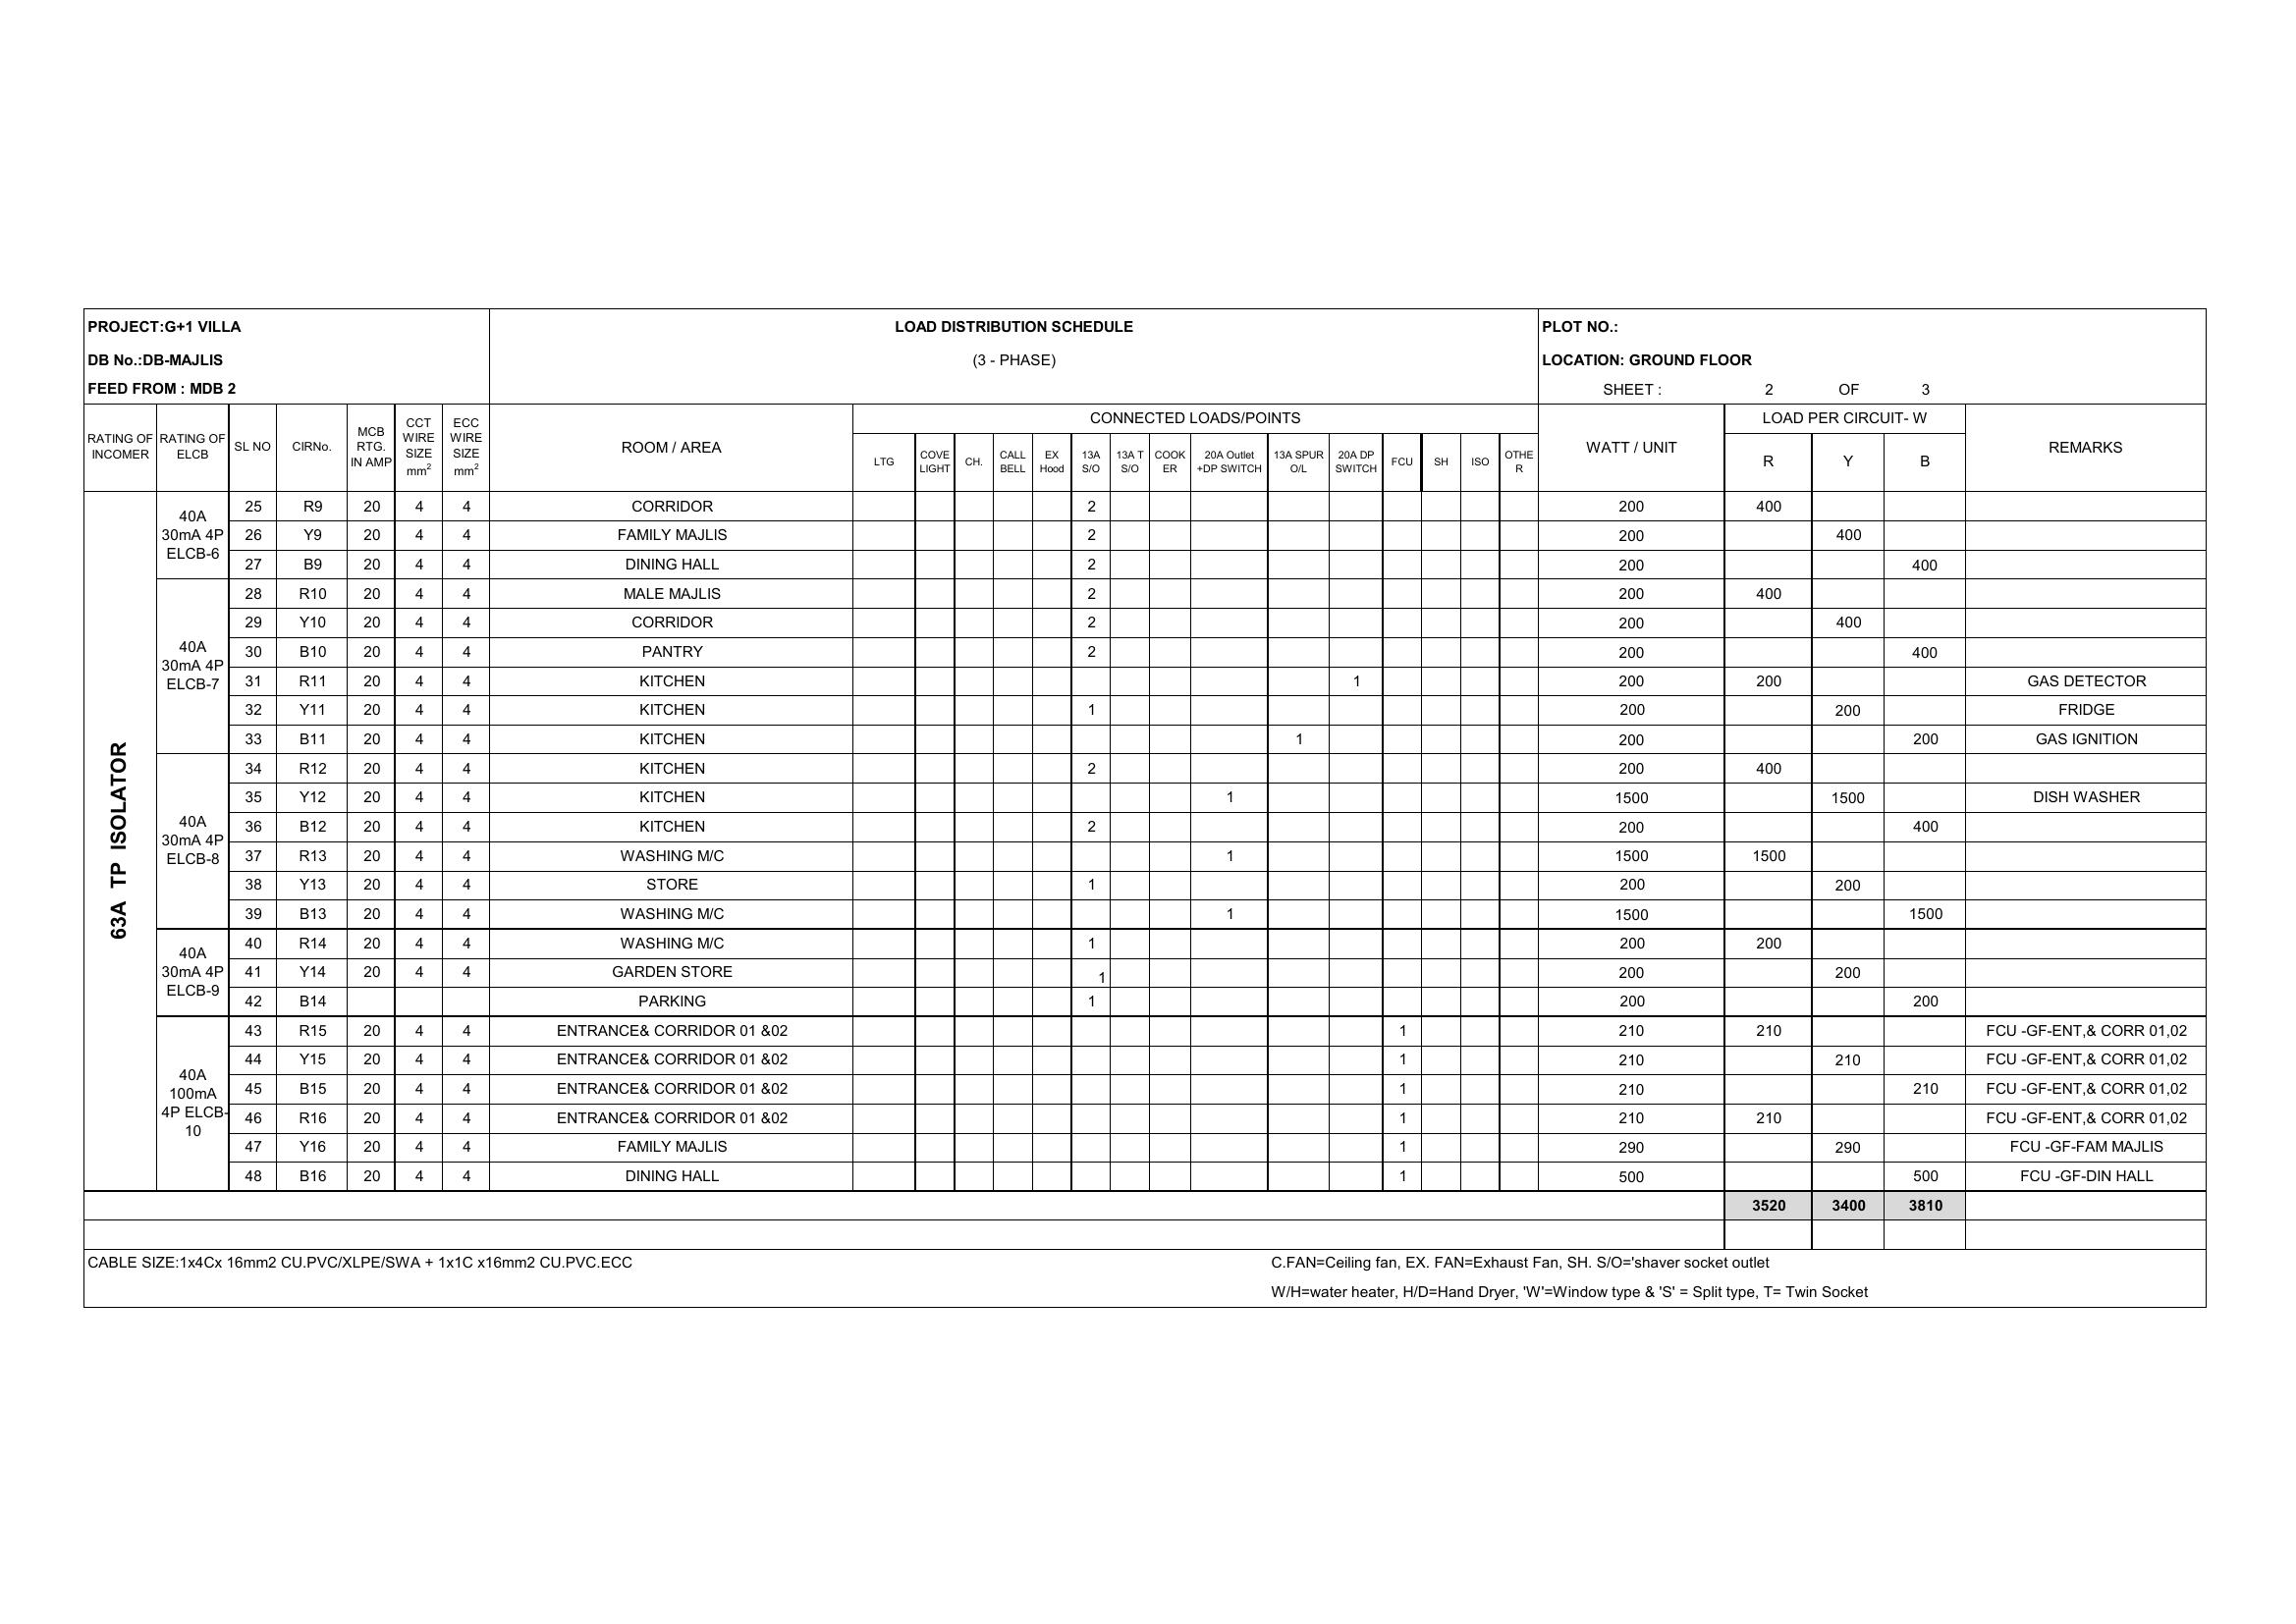 PROJECT:G+1 VILLA
LOAD DISTRIBUTION SCHEDULE
PLOT NO.:
DB No.:DB-MAJLIS
(3 - PHASE)
LOCATION: GROUND FLOOR
FEED FROM : MDB 2
SHEET : 2 OF 3
RATING OF INCOMER
RATING OF ELCB
SL NO
CIRNo.
MCB RTG. IN AMP
CCT WIRE SIZE mm²
ECC WIRE SIZE mm²
ROOM / AREA
CONNECTED LOADS/POINTS
LTG
COVE LIGHT
CH.
CALL BELL
EX Hood
13A S/O
13A T S/O
COOK ER
20A Outlet +DP SWITCH
13A SPUR O/L
20A DP SWITCH
FCU
SH
ISO
OTHE R
WATT / UNIT
LOAD PER CIRCUIT- W
R Y B
REMARKS
63A TP ISOLATOR
40A
30mA 4P
ELCB-6
25 R9 20 4 4 CORRIDOR 2 200 400
26 Y9 20 4 4 FAMILY MAJLIS 2 200 400
27 B9 20 4 4 DINING HALL 2 200 400
40A
30mA 4P
ELCB-7
28 R10 20 4 4 MALE MAJLIS 2 200 400
29 Y10 20 4 4 CORRIDOR 2 200 400
30 B10 20 4 4 PANTRY 2 200 400
31 R11 20 4 4 KITCHEN 1 200 200 GAS DETECTOR
32 Y11 20 4 4 KITCHEN 1 200 200 FRIDGE
33 B11 20 4 4 KITCHEN 1 200 200 GAS IGNITION
40A
30mA 4P
ELCB-8
34 R12 20 4 4 KITCHEN 2 200 400
35 Y12 20 4 4 KITCHEN 1 1500 1500 DISH WASHER
36 B12 20 4 4 KITCHEN 2 200 400
37 R13 20 4 4 WASHING M/C 1 1500 1500
38 Y13 20 4 4 STORE 1 200 200
39 B13 20 4 4 WASHING M/C 1 1500 1500
40A
30mA 4P
ELCB-9
40 R14 20 4 4 WASHING M/C 1 200 200
41 Y14 20 4 4 GARDEN STORE 1 200 200
42 B14 PARKING 1 200 200
40A
100mA
4P ELCB-
10
43 R15 20 4 4 ENTRANCE& CORRIDOR 01 &02 1 210 210 FCU -GF-ENT,& CORR 01,02
44 Y15 20 4 4 ENTRANCE& CORRIDOR 01 &02 1 210 210 FCU -GF-ENT,& CORR 01,02
45 B15 20 4 4 ENTRANCE& CORRIDOR 01 &02 1 210 210 FCU -GF-ENT,& CORR 01,02
46 R16 20 4 4 ENTRANCE& CORRIDOR 01 &02 1 210 210 FCU -GF-ENT,& CORR 01,02
47 Y16 20 4 4 FAMILY MAJLIS 1 290 290 FCU -GF-FAM MAJLIS
48 B16 20 4 4 DINING HALL 1 500 500 FCU -GF-DIN HALL
3520 3400 3810
CABLE SIZE:1x4Cx 16mm2 CU.PVC/XLPE/SWA + 1x1C x16mm2 CU.PVC.ECC
C.FAN=Ceiling fan, EX. FAN=Exhaust Fan, SH. S/O='shaver socket outlet
W/H=water heater, H/D=Hand Dryer, 'W'=Window type & 'S' = Split type, T= Twin Socket